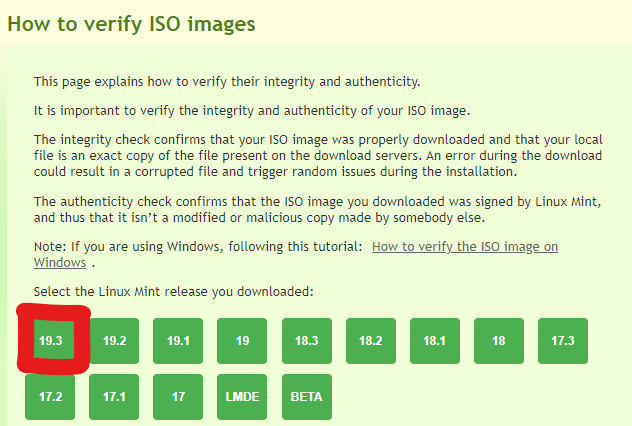 How to verify ISO images
This page explains how to verify their integrity and authenticity.
It is important to verify the integrity and authenticity of your ISO image.
The integrity check confirms that your ISO image was properly downloaded and that your local
file is an exact copy of the file present on the download servers. An error during the download
could result in a corrupted file and trigger random issues during the installation.
The authenticity check confirms that the ISO image you downloaded was signed by Linux Mint,
and thus that it isn’t a modified or malicious copy made by somebody else.
Note: If you are using Windows, following this tutorial: How to verify the ISO image on
Windows .
Select the Linux Mint release you downloaded:
19.3 19.2 19.1 19 18.3 18.2 18.1 18 17.3
17.2 17.1 17 LMDE BETA